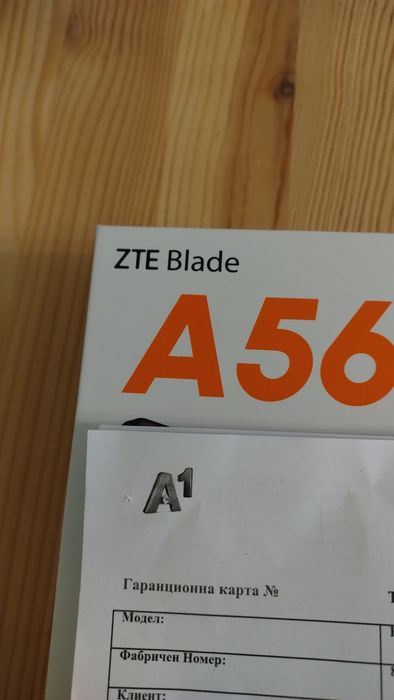 ZTE Blade
A56
A1
Гаранционна карта №
Модел:
Фабричен Номер:
Клиент: